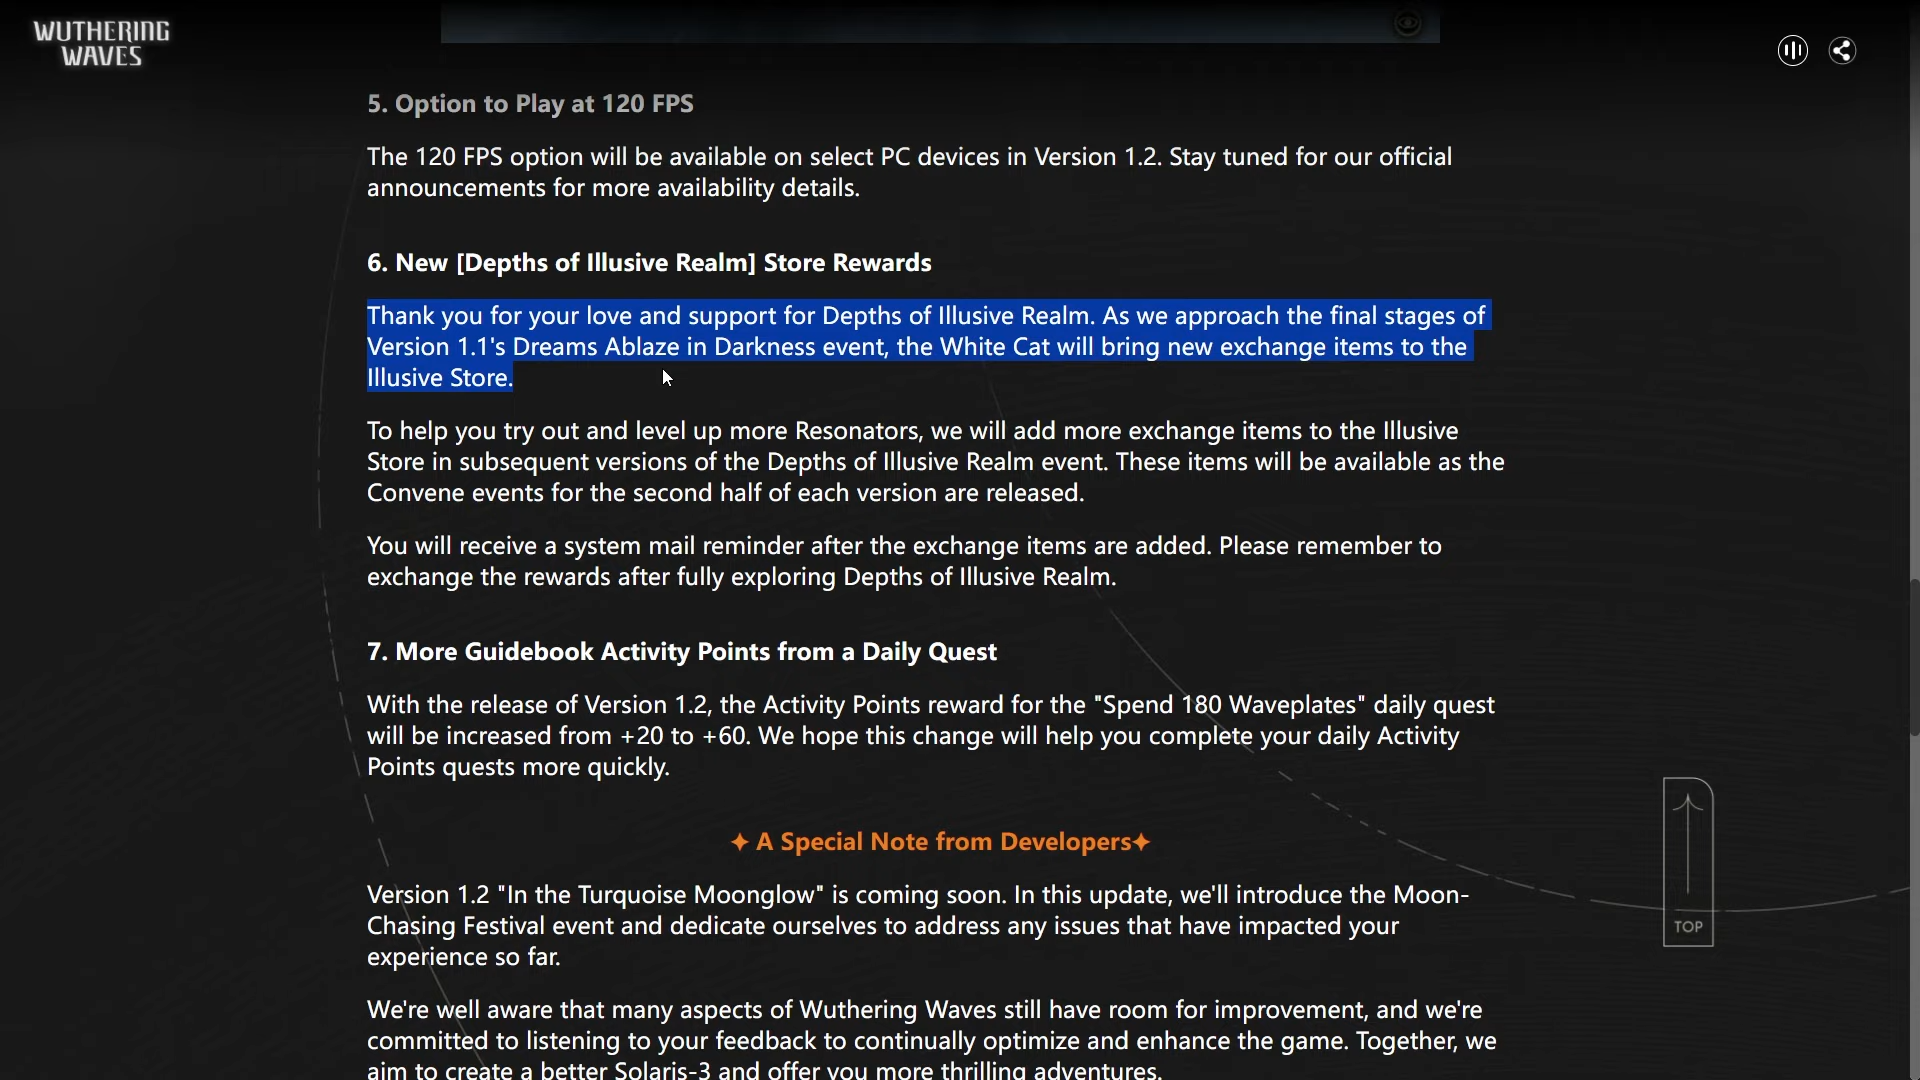 WUTHERING
WAVES
5. Option to Play at 120 FPS
The 120 FPS option will be available on select PC devices in Version 1.2. Stay tuned for our official
announcements for more availability details.
6. New [Depths of Illusive Realm] Store Rewards
Thank you for your love and support for Depths of Illusive Realm. As we approach the final stages of
Version 1.1's Dreams Ablaze in Darkness event, the White Cat will bring new exchange items to the
Illusive Store.
To help you try out and level up more Resonators, we will add more exchange items to the Illusive
Store in subsequent versions of the Depths of Illusive Realm event. These items will be available as the
Convene events for the second half of each version are released.
You will receive a system mail reminder after the exchange items are added. Please remember to
exchange the rewards after fully exploring Depths of Illusive Realm.
7. More Guidebook Activity Points from a Daily Quest
With the release of Version 1.2, the Activity Points reward for the "Spend 180 Waveplates" daily quest
will be increased from +20 to +60. We hope this change will help you complete your daily Activity
Points quests more quickly.
✦ A Special Note from Developers✦
Version 1.2 "In the Turquoise Moonglow" is coming soon. In this update, we'll introduce the Moon-
Chasing Festival event and dedicate ourselves to address any issues that have impacted your
experience so far.
TOP
We're well aware that many aspects of Wuthering Waves still have room for improvement, and we're
committed to listening to your feedback to continually optimize and enhance the game. Together, we
aim to create a better Solaris-3 and offer you more thrilling adventures.